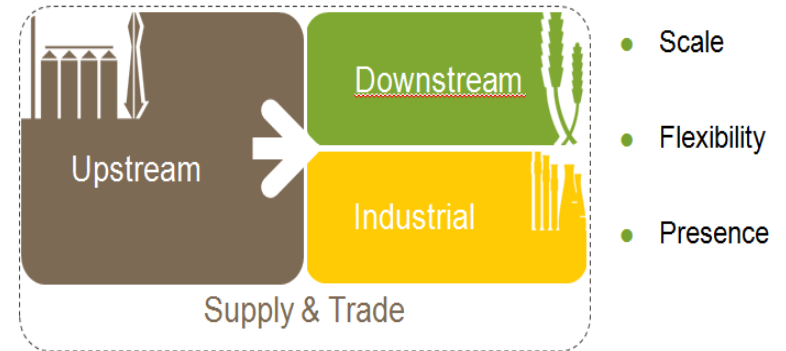 Upstream
Downstream
Industrial
Supply & Trade
Scale
Flexibility
Presence